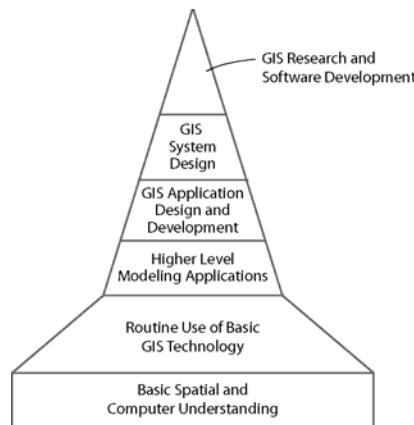 GIS Research and
Software Development
GIS
System
Design
GIS Application
Design and
Development
Higher Level
Modeling Applications
Routine Use of Basic
GIS Technology
Basic Spatial and
Computer Understanding